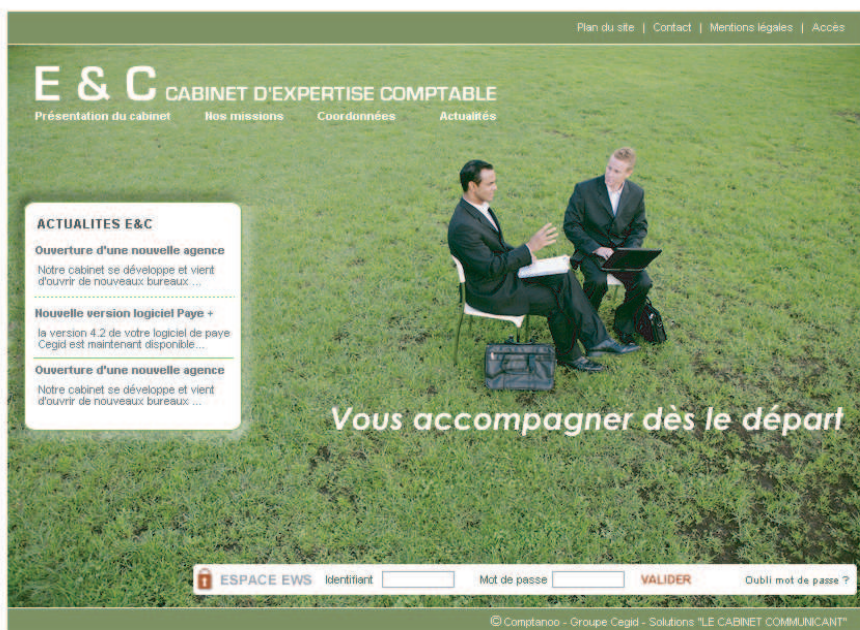 Plan du site | Contact | Mentions légales | Accès
E & C CABINET D'EXPERTISE COMPTABLE
Présentation du cabinet Nos missions Coordonnées Actualités
ACTUALITES E&C
Ouverture d'une nouvelle agence
Notre cabinet se développe et vient
d'ouvrir de nouveaux bureaux ...
Nouvelle version logiciel Paye +
la version 4.2 de votre logiciel de paye
Cegid est maintenant disponible...
Ouverture d'une nouvelle agence
Notre cabinet se développe et vient
d'ouvrir de nouveaux bureaux ...
Vous accompagner dès le départ
ESPACE EWS Identifiant Mot de passe VALIDER Oubli mot de passe ?
© Comptanoo - Groupe Cegid - Solutions "LE CABINET COMMUNICANT"